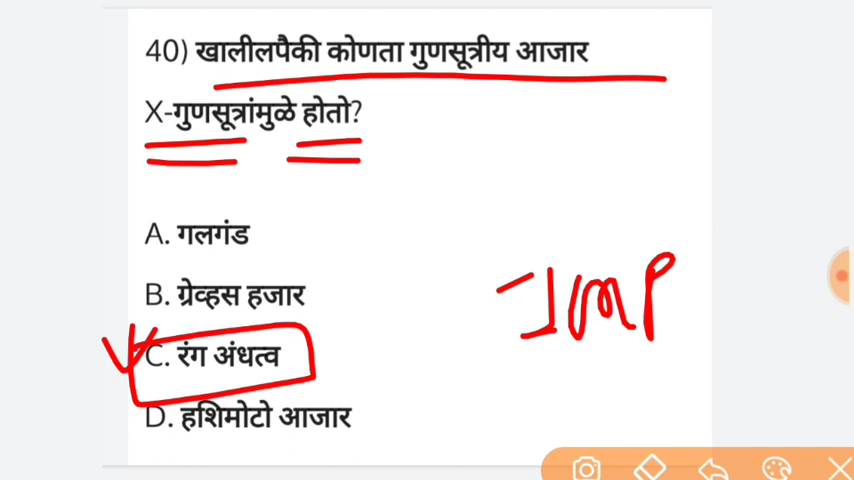 40) खालीलपैकी कोणता गुणसूत्रीय आजार
X-गुणसूत्रांमुळे होतो?
A. गलगंड
B. ग्रेव्हस हजार
IMP
C. रंग अंधत्व
D. हशिमोटो आजार